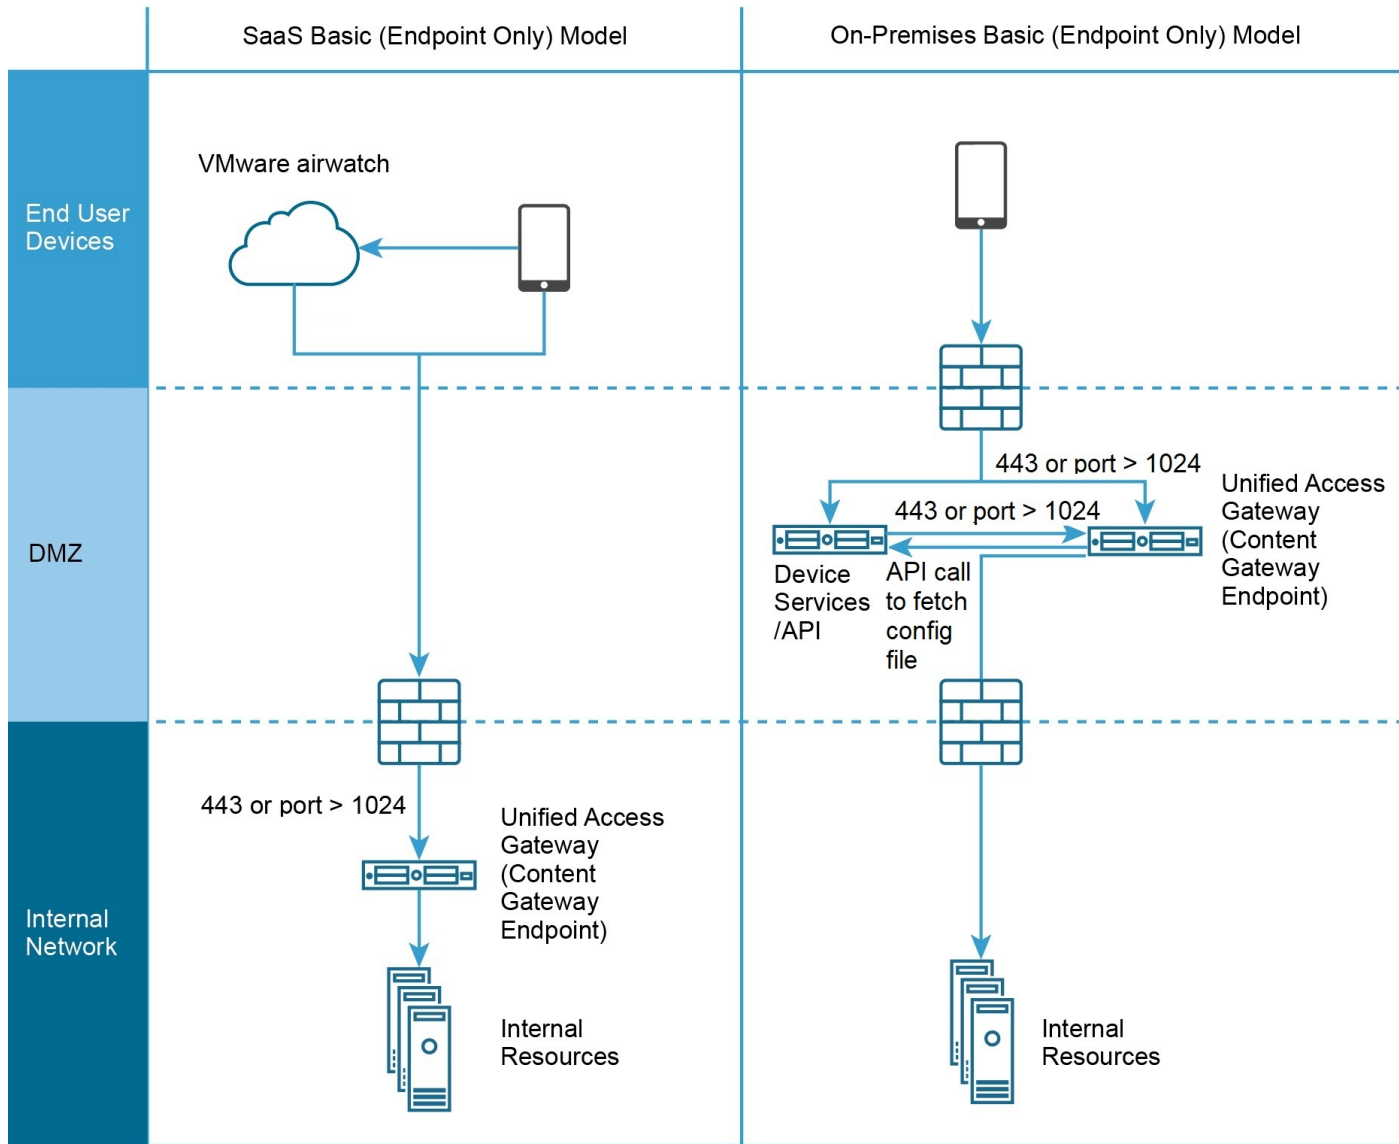 SaaS Basic (Endpoint Only) Model
On-Premises Basic (Endpoint Only) Model
End User
Devices
VMware airwatch
DMZ
443 or port > 1024
443 or port > 1024
Unified Access
Gateway
(Content
Gateway
Endpoint)
Device
Services
/API
API call
to fetch
config
file
Internal
Network
443 or port > 1024
Unified Access
Gateway
(Content
Gateway
Endpoint)
Internal
Resources
Internal
Resources